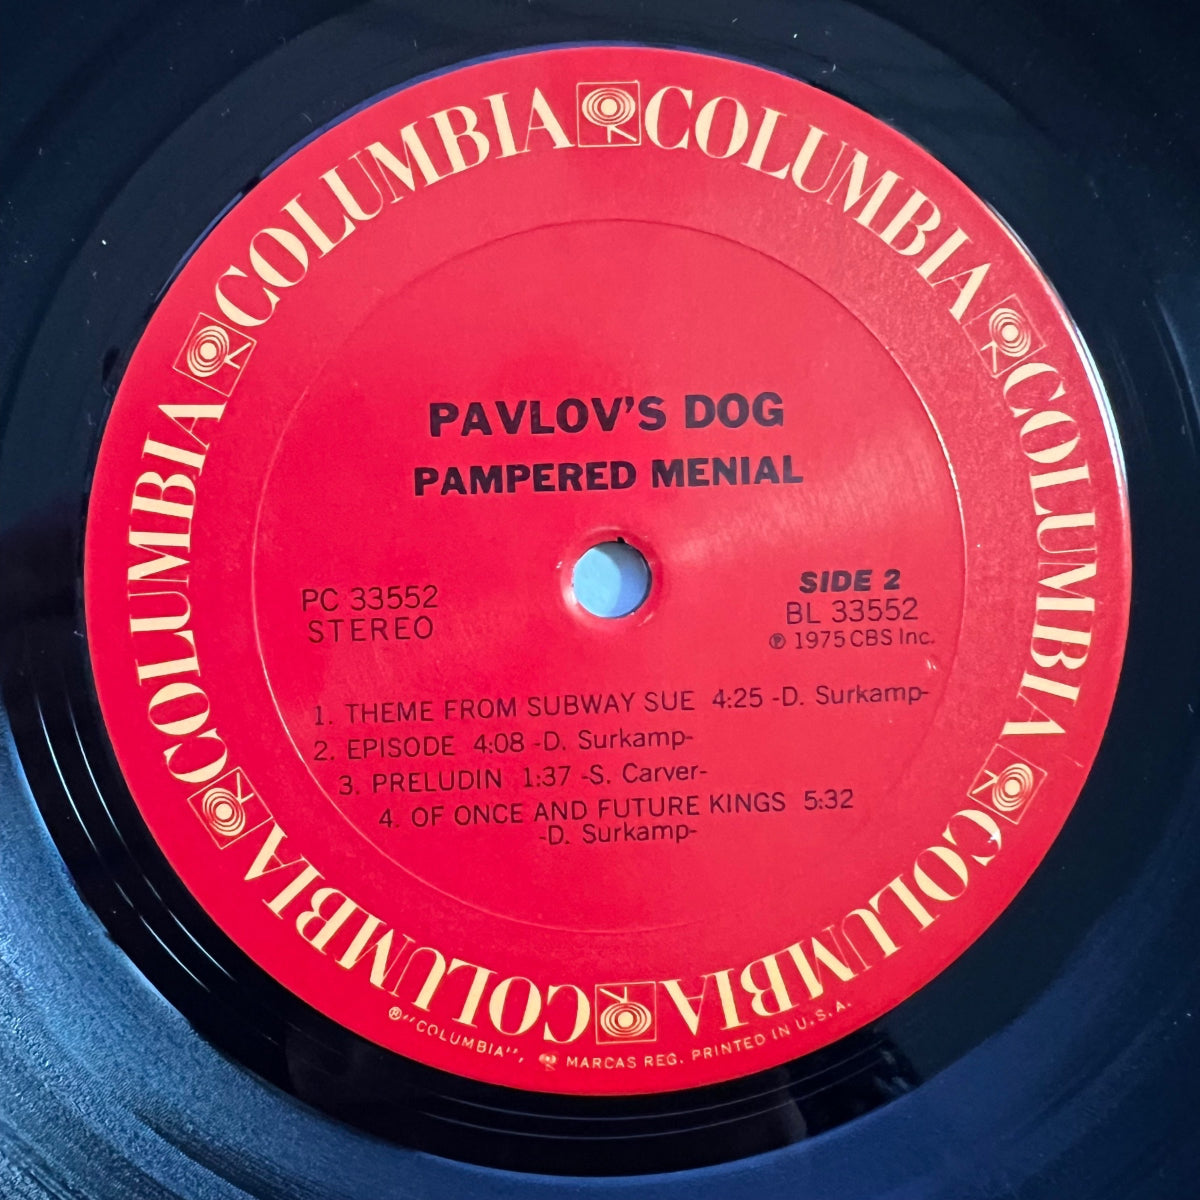 COLUMBIA COLUMBIA COLUMBIA COLUMBIA COLUMBIA COLUMBIA
PAVLOV'S DOG
PAMPERED MENIAL
PC 33552
STEREO
SIDE 2
BL 33552
℗ 1975 CBS Inc.
1. THEME FROM SUBWAY SUE 4:25 -D. Surkamp-
2. EPISODE 4:08 -D. Surkamp-
3. PRELUDIN 1:37 -S. Carver-
4. OF ONCE AND FUTURE KINGS 5:32
-D. Surkamp-
®"COLUMBIA", MARCAS REG. PRINTED IN U.S.A.